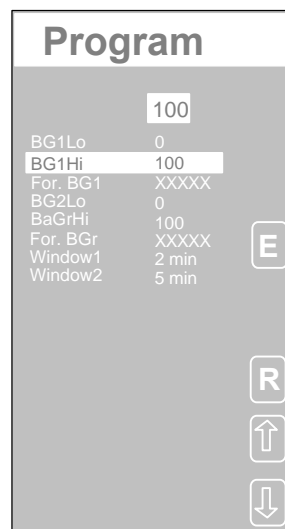 Program
100
BG1Lo 0
BG1Hi 100
For. BG1 XXXXX
BG2Lo 0
BaGrHi 100
For. BGr XXXXX
Window1 2 min
Window2 5 min
E
R